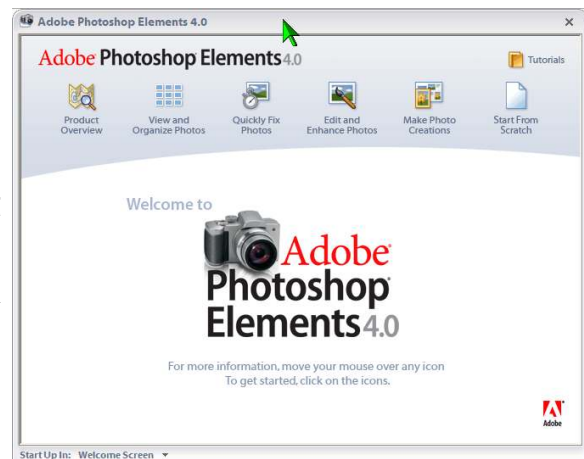 Adobe Photoshop Elements 4.0
Adobe Photoshop Elements 4.0
Tutorials
Product Overview
View and Organize Photos
Quickly Fix Photos
Edit and Enhance Photos
Make Photo Creations
Start From Scratch
Welcome to
Adobe
Photoshop
Elements 4.0
For more information, move your mouse over any icon
To get started, click on the icons.
Adobe
Start Up In: Welcome Screen